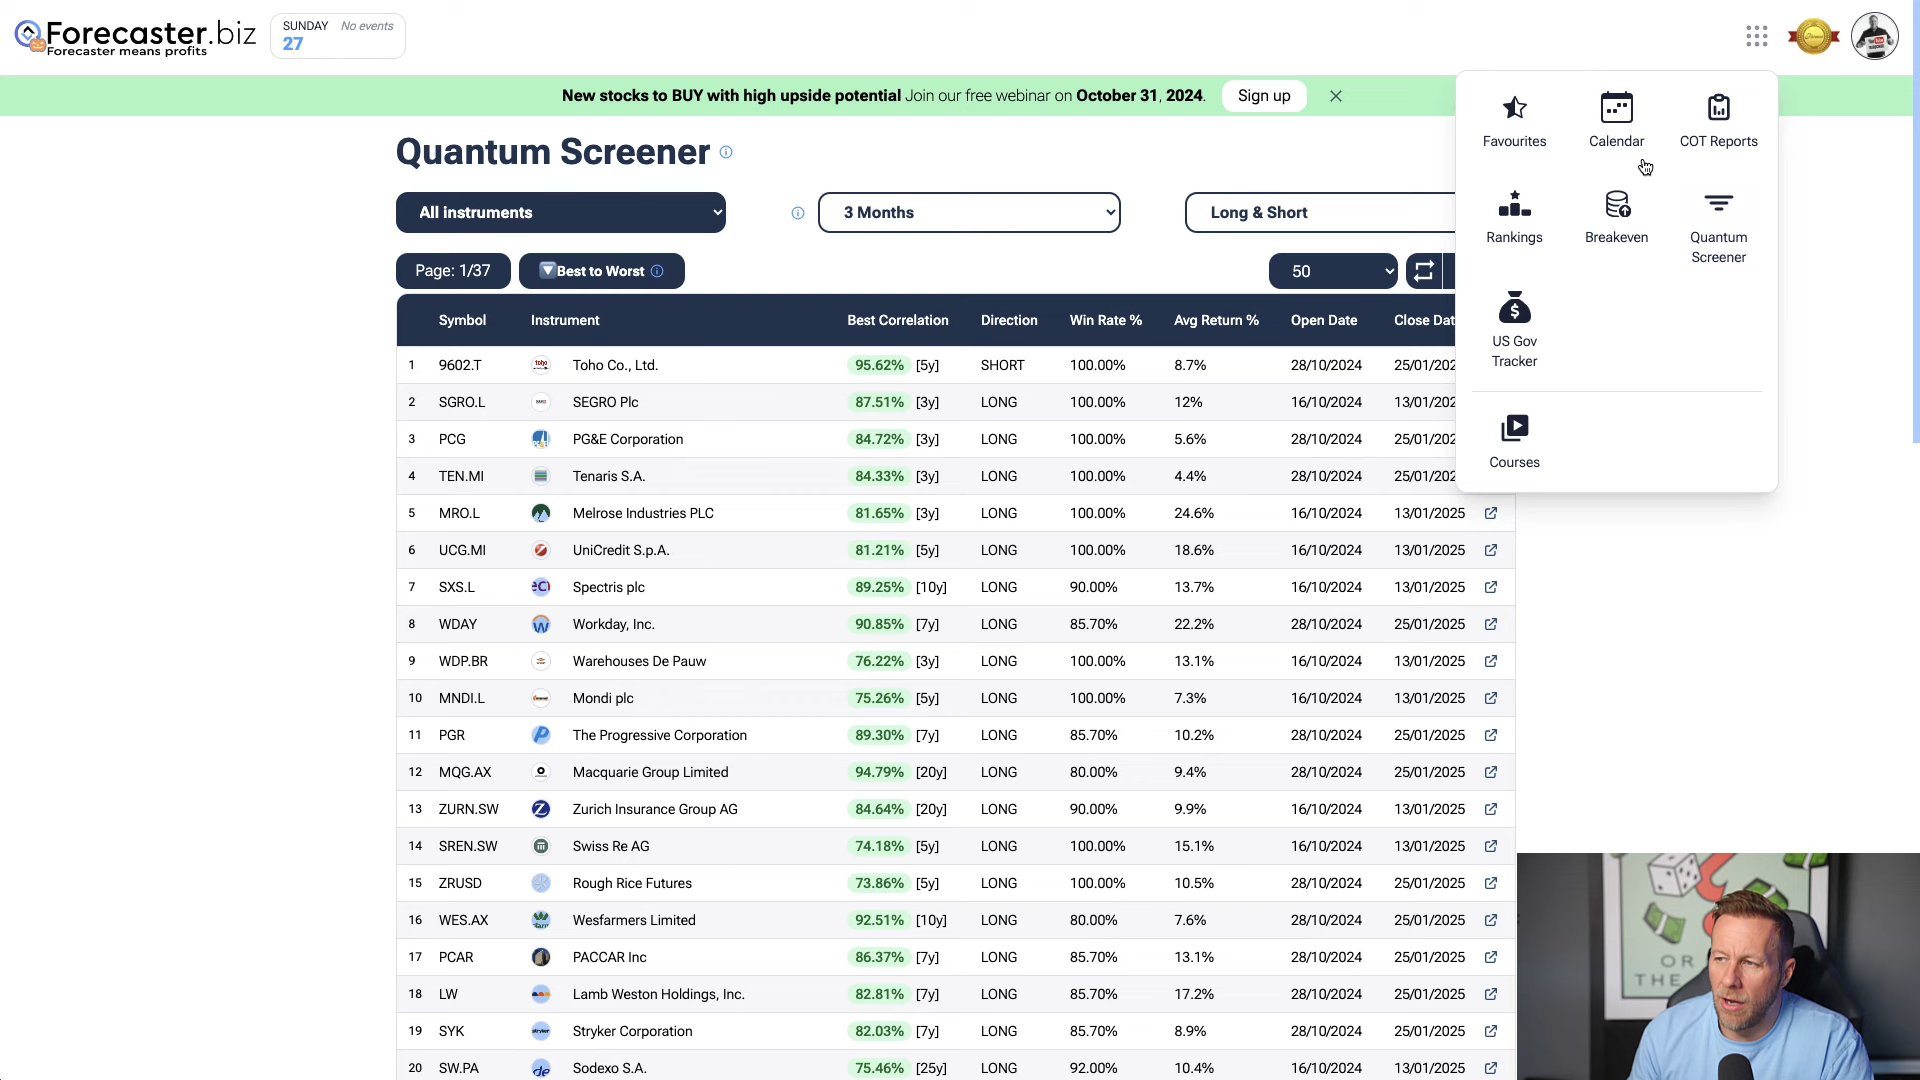 Forecaster.biz
Forecaster means profits
SUNDAY No events
27
New stocks to BUY with high upside potential Join our free webinar on October 31, 2024. Sign up
Favourites Calendar COT Reports
Rankings Breakeven Quantum Screener
US Gov Tracker
Courses
Quantum Screener
All instruments 3 Months Long & Short
Page: 1/37 Best to Worst 50
Symbol Instrument Best Correlation Direction Win Rate % Avg Return % Open Date Close Dat
1 9602.T Toho Co., Ltd. 95.62% [5y] SHORT 100.00% 8.7% 28/10/2024 25/01/202
2 SGRO.L SEGRO Plc 87.51% [3y] LONG 100.00% 12% 16/10/2024 13/01/202
3 PCG PG&E Corporation 84.72% [3y] LONG 100.00% 5.6% 28/10/2024 25/01/202
4 TEN.MI Tenaris S.A. 84.33% [3y] LONG 100.00% 4.4% 28/10/2024 25/01/202
5 MRO.L Melrose Industries PLC 81.65% [3y] LONG 100.00% 24.6% 16/10/2024 13/01/2025
6 UCG.MI UniCredit S.p.A. 81.21% [5y] LONG 100.00% 18.6% 16/10/2024 13/01/2025
7 SXS.L Spectris plc 89.25% [10y] LONG 90.00% 13.7% 16/10/2024 13/01/2025
8 WDAY Workday, Inc. 90.85% [7y] LONG 85.70% 22.2% 28/10/2024 25/01/2025
9 WDP.BR Warehouses De Pauw 76.22% [3y] LONG 100.00% 13.1% 16/10/2024 13/01/2025
10 MNDI.L Mondi plc 75.26% [5y] LONG 100.00% 7.3% 16/10/2024 13/01/2025
11 PGR The Progressive Corporation 89.30% [7y] LONG 85.70% 10.2% 28/10/2024 25/01/2025
12 MQG.AX Macquarie Group Limited 94.79% [20y] LONG 80.00% 9.4% 28/10/2024 25/01/2025
13 ZURN.SW Zurich Insurance Group AG 84.64% [20y] LONG 90.00% 9.9% 16/10/2024 13/01/2025
14 SREN.SW Swiss Re AG 74.18% [5y] LONG 100.00% 15.1% 16/10/2024 13/01/2025
15 ZRUSD Rough Rice Futures 73.86% [5y] LONG 100.00% 10.5% 28/10/2024 25/01/2025
16 WES.AX Wesfarmers Limited 92.51% [10y] LONG 80.00% 7.6% 28/10/2024 25/01/2025
17 PCAR PACCAR Inc 86.37% [7y] LONG 85.70% 13.1% 28/10/2024 25/01/2025
18 LW Lamb Weston Holdings, Inc. 82.81% [7y] LONG 85.70% 17.2% 28/10/2024 25/01/2025
19 SYK Stryker Corporation 82.03% [7y] LONG 85.70% 8.9% 28/10/2024 25/01/2025
20 SW.PA Sodexo S.A. 75.46% [25y] LONG 92.00% 10.4% 16/10/2024 13/01/2025
OR
THE